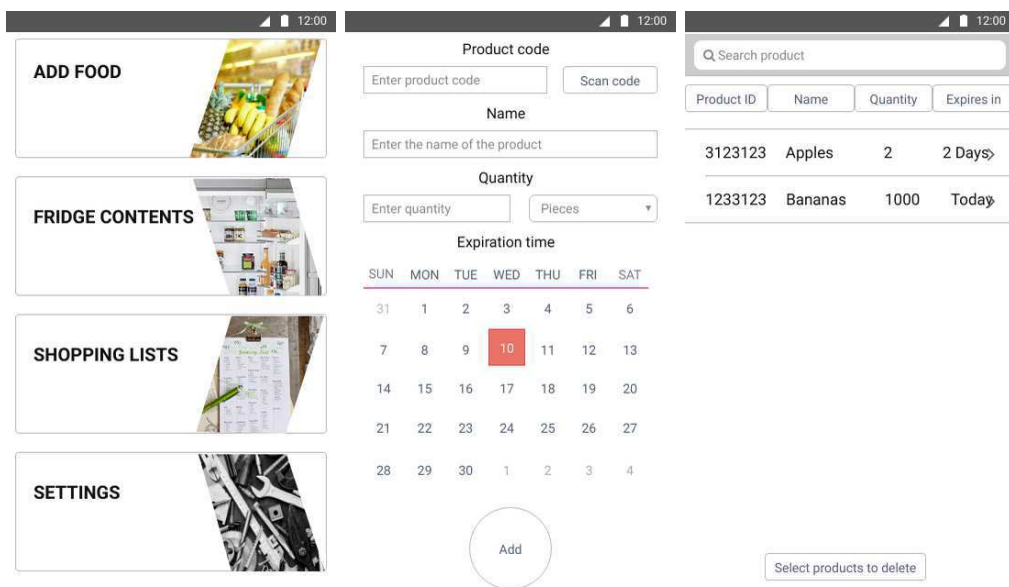 12:00
ADD FOOD
FRIDGE CONTENTS
SHOPPING LISTS
SETTINGS
12:00
Product code
Enter product code Scan code
Name
Enter the name of the product
Quantity
Enter quantity Pieces
Expiration time
SUN MON TUE WED THU FRI SAT
31 1 2 3 4 5 6
7 8 9 10 11 12 13
14 15 16 17 18 19 20
21 22 23 24 25 26 27
28 29 30 1 2 3 4
Add
12:00
Search product
Product ID Name Quantity Expires in
3123123 Apples 2 2 Days
1233123 Bananas 1000 Today
Select products to delete